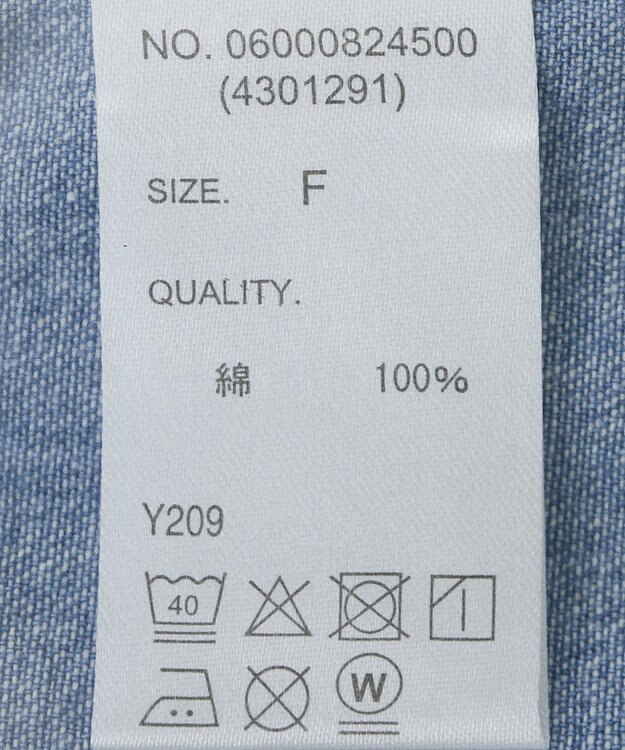 NO. 06000824500
(4301291)
SIZE. F
QUALITY.
綿 100%
Y209
40
W